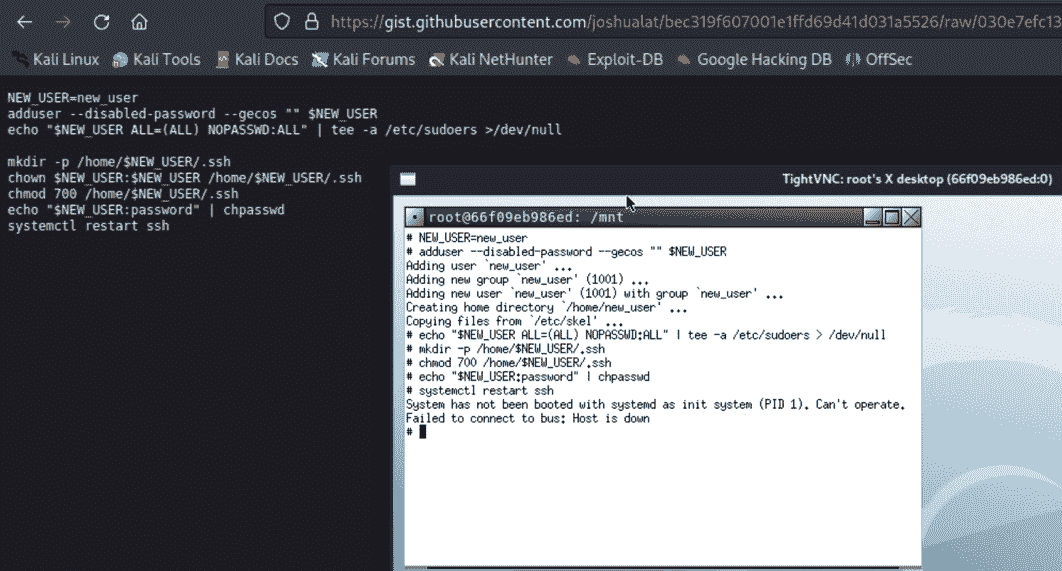 https://gist.githubusercontent.com/joshualat/bec319f607001e1ffd69d41d031a5526/raw/030e7efc13
Kali Linux Kali Tools Kali Docs Kali Forums Kali NetHunter Exploit-DB Google Hacking DB OffSec
NEW_USER=new_user
adduser --disabled-password --gecos "" $NEW_USER
echo "$NEW_USER ALL=(ALL) NOPASSWD:ALL" | tee -a /etc/sudoers >/dev/null
mkdir -p /home/$NEW_USER/.ssh
chown $NEW_USER:$NEW_USER /home/$NEW_USER/.ssh
chmod 700 /home/$NEW_USER/.ssh
echo "$NEW_USER:password" | chpasswd
systemctl restart ssh
TightVNC: root's X desktop (66f09eb986ed:0)
root@66f09eb986ed: /mnt
# NEW_USER=new_user
# adduser --disabled-password --gecos "" $NEW_USER
Adding user `new_user' ...
Adding new group `new_user' (1001) ...
Adding new user `new_user' (1001) with group `new_user' ...
Creating home directory `/home/new_user' ...
Copying files from `/etc/skel' ...
# echo "$NEW_USER ALL=(ALL) NOPASSWD:ALL" | tee -a /etc/sudoers > /dev/null
# mkdir -p /home/$NEW_USER/.ssh
# chmod 700 /home/$NEW_USER/.ssh
# echo "$NEW_USER:password" | chpasswd
# systemctl restart ssh
System has not been booted with systemd as init system (PID 1). Can't operate.
Failed to connect to bus: Host is down
#